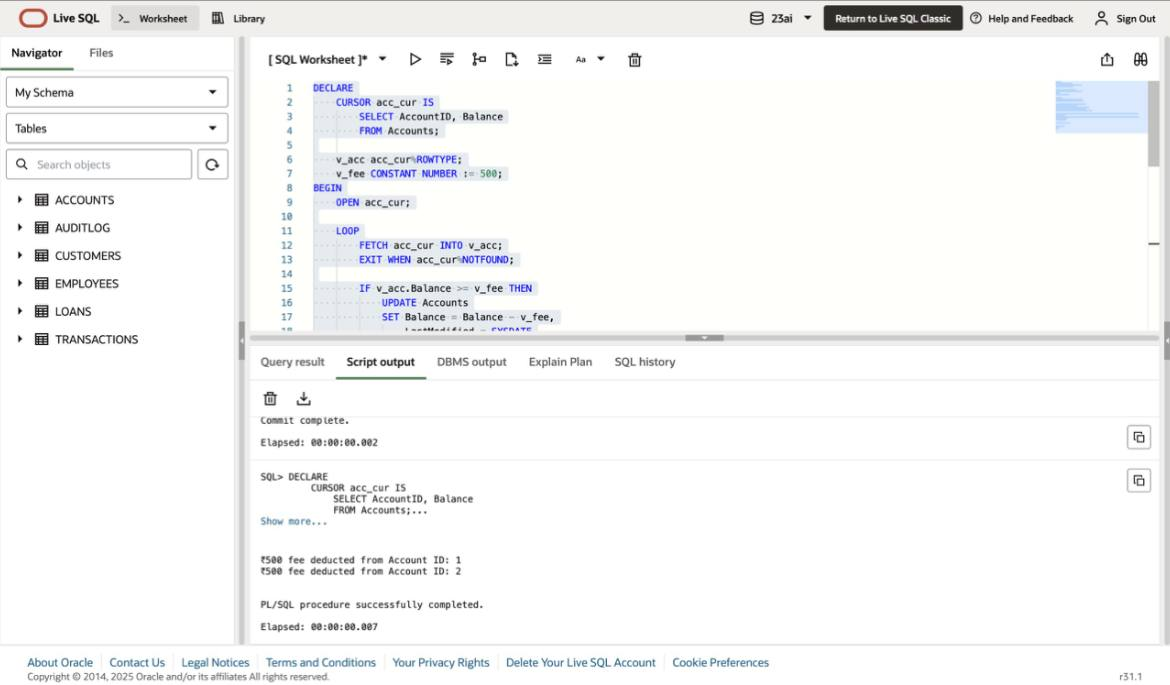 Live SQL
Worksheet
Library
23ai
Return to Live SQL Classic
Help and Feedback
Sign Out
Navigator
Files
My Schema
Tables
Search objects
ACCOUNTS
AUDITLOG
CUSTOMERS
EMPLOYEES
LOANS
TRANSACTIONS
[ SQL Worksheet ]*
Aa
1 DECLARE
2 CURSOR acc_cur IS
3 SELECT AccountID, Balance
4 FROM Accounts;
5
6 v_acc acc_cur%ROWTYPE;
7 v_fee CONSTANT NUMBER := 500;
8 BEGIN
9 OPEN acc_cur;
10
11 LOOP
12 FETCH acc_cur INTO v_acc;
13 EXIT WHEN acc_cur%NOTFOUND;
14
15 IF v_acc.Balance >= v_fee THEN
16 UPDATE Accounts
17 SET Balance = Balance - v_fee,
18 LastModified = SYSDATE
Query result
Script output
DBMS output
Explain Plan
SQL history
Commit complete.
Elapsed: 00:00:00.002
SQL> DECLARE
CURSOR acc_cur IS
SELECT AccountID, Balance
FROM Accounts;...
Show more...
₹500 fee deducted from Account ID: 1
₹500 fee deducted from Account ID: 2
PL/SQL procedure successfully completed.
Elapsed: 00:00:00.007
About Oracle
Contact Us
Legal Notices
Terms and Conditions
Your Privacy Rights
Delete Your Live SQL Account
Cookie Preferences
Copyright © 2014, 2025 Oracle and/or its affiliates All rights reserved.
r31.1